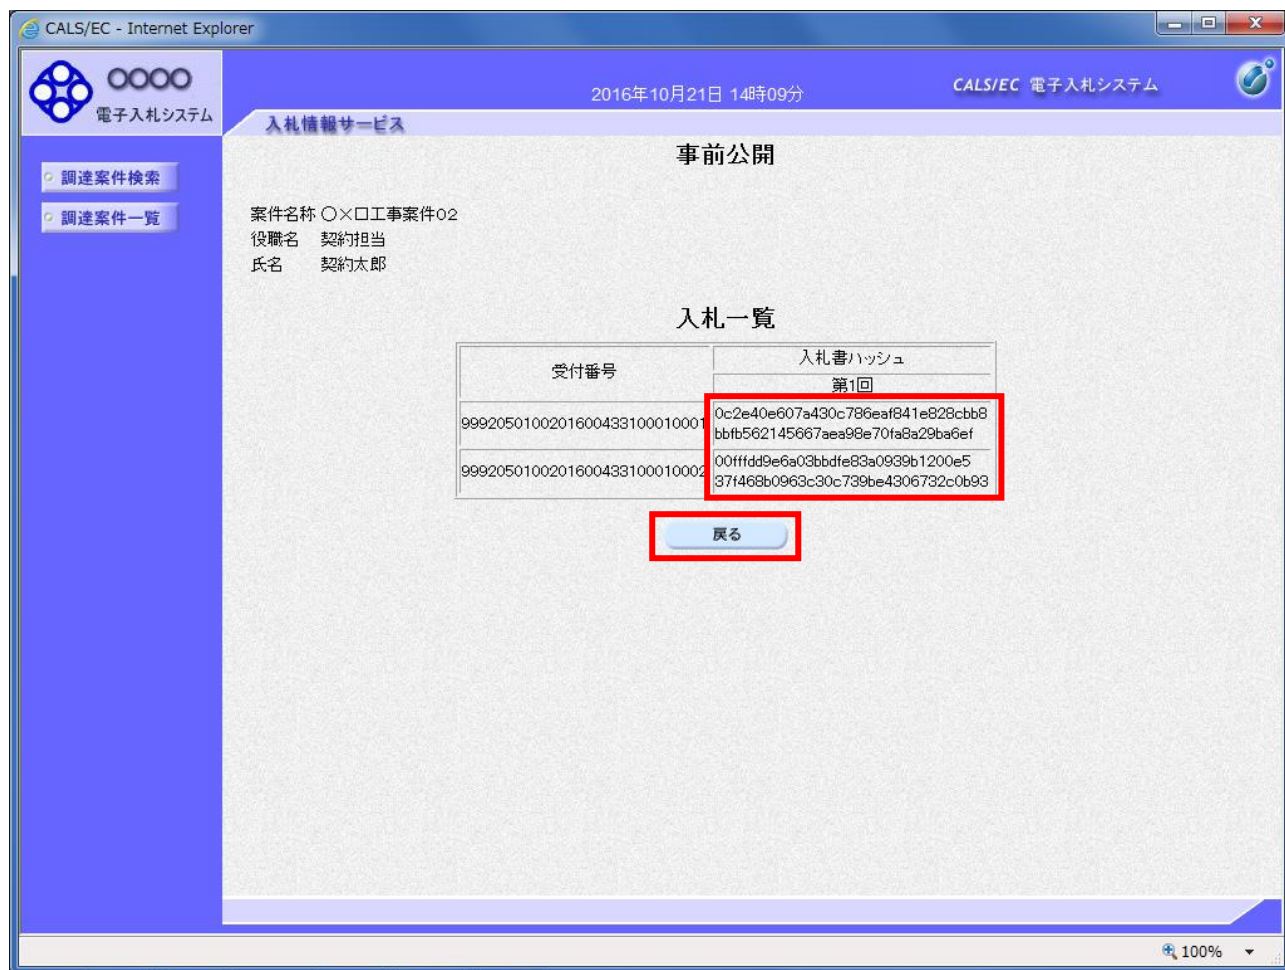 CALS/EC - Internet Explorer
○○○○
電子入札システム
2016年10月21日 14時09分
CALS/EC 電子入札システム
入札情報サービス
調達案件検索
調達案件一覧
事前公開
案件名称 ○×口工事案件02
役職名 契約担当
氏名 契約太郎
入札一覧
受付番号
入札書ハッシュ
第1回
9992050100201600433100010001
0c2e40e607a430c786eaf841e828cbb8
bbfb562145667aea98e70fa8a29ba6ef
9992050100201600433100010002
00fffdd9e6a03bbdfe83a0939b1200e5
37f468b0963c30c739be4306732c0b93
戻る
100%